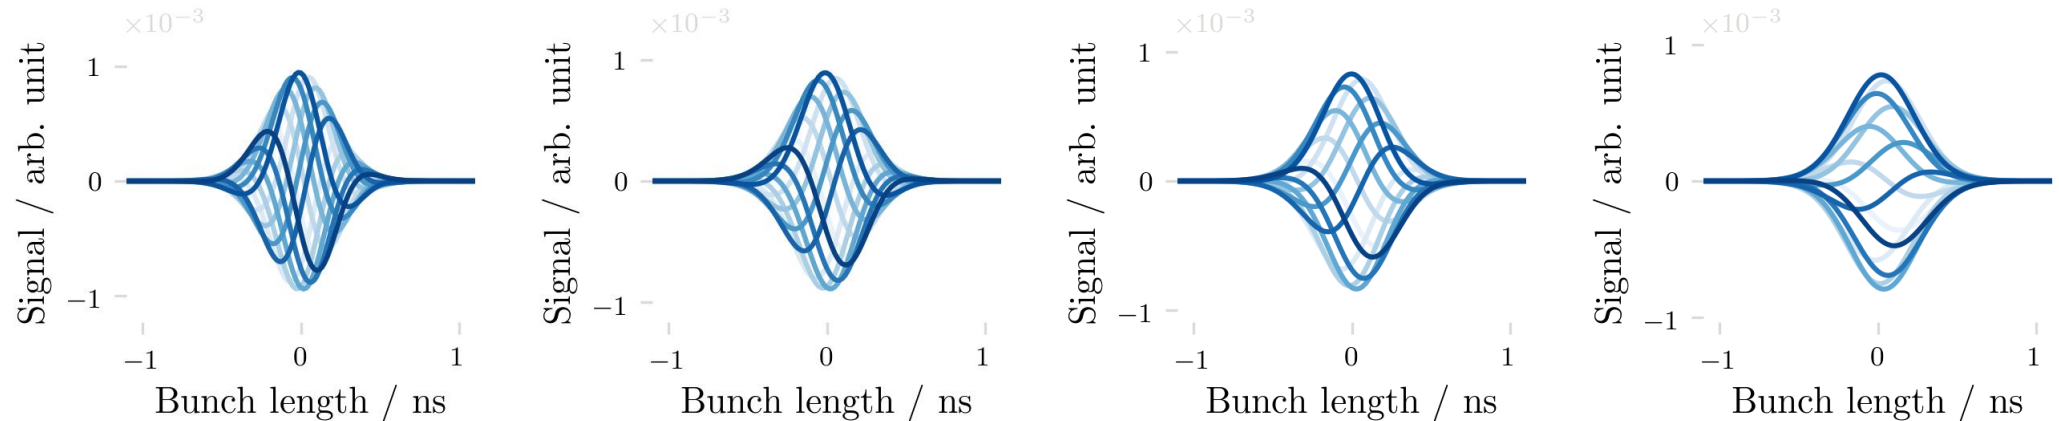 ×10⁻³
Signal / arb. unit
1
0
−1
−1 0 1
Bunch length / ns
×10⁻³
Signal / arb. unit
1
0
−1
−1 0 1
Bunch length / ns
×10⁻³
Signal / arb. unit
1
0
−1
−1 0 1
Bunch length / ns
×10⁻³
Signal / arb. unit
1
0
−1
−1 0 1
Bunch length / ns